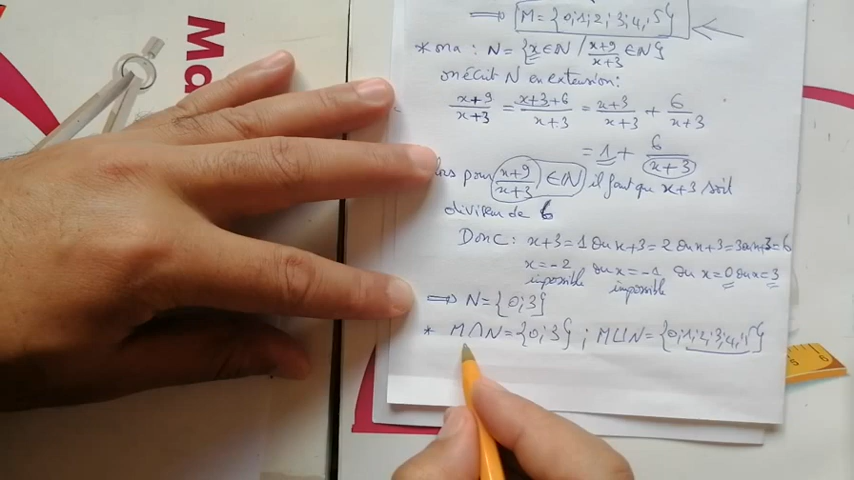 Ma
⟹ M = {0;1;2;3;4;5}
* on a : N = {x ∈ ℕ / (x+9)/(x+3) ∈ ℕ}
on écrit N en extension :
(x+9)/(x+3) = (x+3+6)/(x+3) = (x+3)/(x+3) + 6/(x+3)
= 1 + 6/(x+3)
pour (x+9)/(x+3) ∈ ℕ il faut que x+3 soit
diviseur de 6
Donc : x+3=1 ou x+3=2 ou x+3=3 ou x+3=6
x=-2 ou x=-1 ou x=0 ou x=3
impossible impossible
⟹ N = {0;3}
* M∩N = {0;3} ; M∪N = {0;1;2;3;4;5}